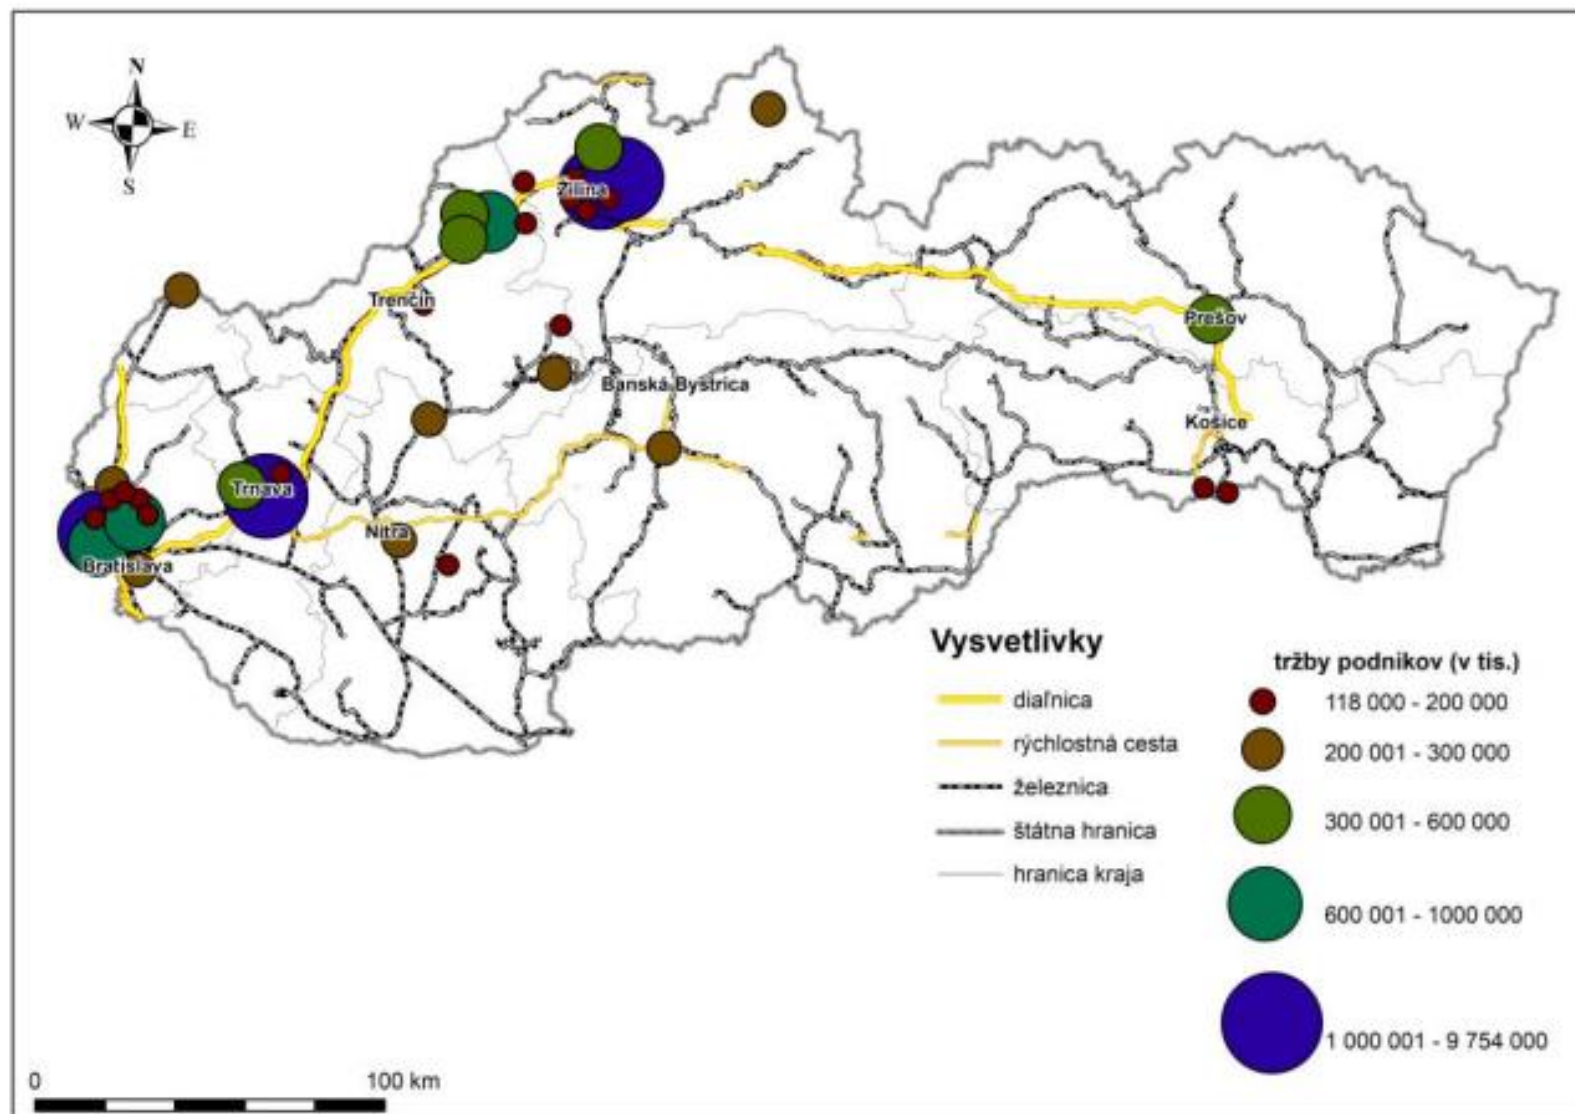 N
W E
S
Žilina
Trenčín
Prešov
Banská Bystrica
Košice
Trnava
Nitra
Bratislava
Vysvetlivky
diaľnica
rýchlostná cesta
železnica
štátna hranica
hranica kraja
tržby podnikov (v tis.)
118 000 - 200 000
200 001 - 300 000
300 001 - 600 000
600 001 - 1000 000
1 000 001 - 9 754 000
0 100 km